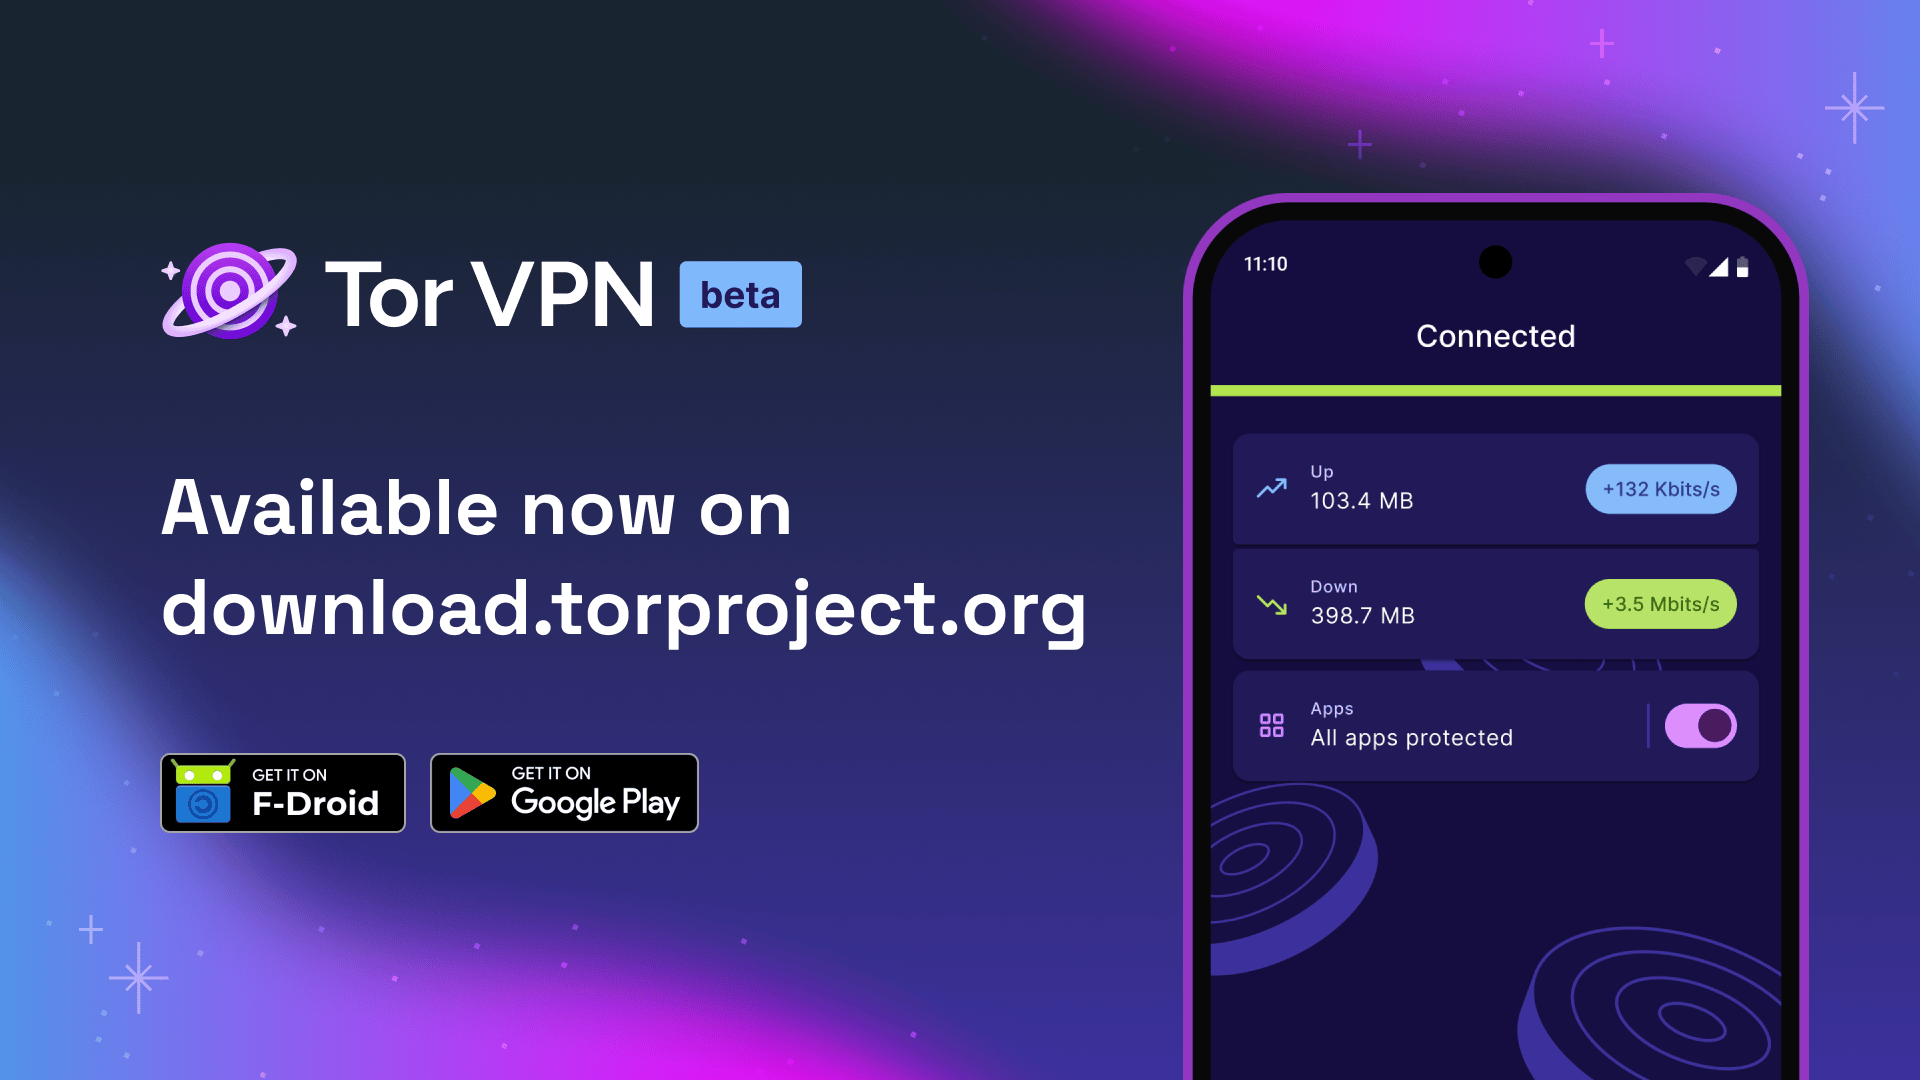 Tor VPN beta
Available now on
download.torproject.org
GET IT ON
F-Droid
GET IT ON
Google Play
11:10
Connected
Up
103.4 MB
+132 Kbits/s
Down
398.7 MB
+3.5 Mbits/s
Apps
All apps protected